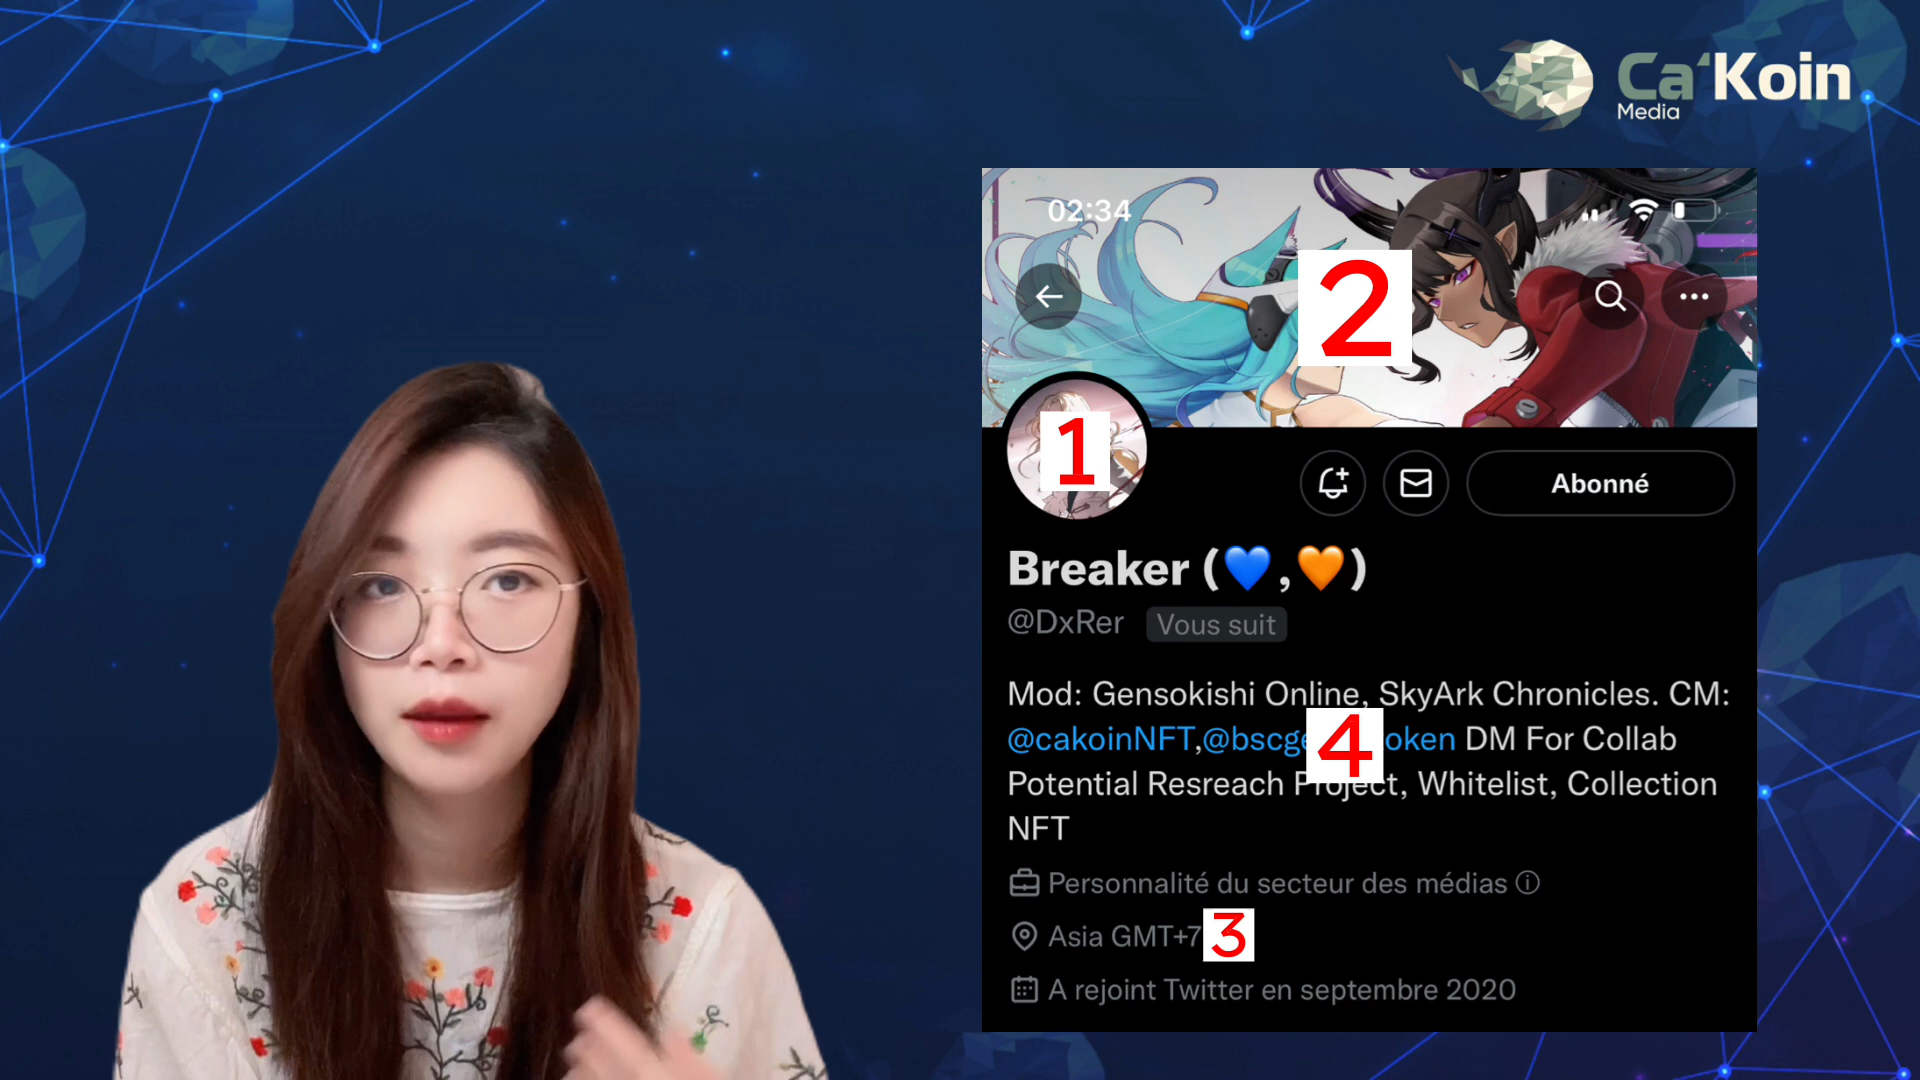 Ca'Koin
Media
02:34
2
1
Abonné
Breaker (💙,🧡)
@DxRer Vous suit
Mod: Gensokishi Online, SkyArk Chronicles. CM:
@cakoinNFT,@bscge 4 oken DM For Collab
Potential Resreach Project, Whitelist, Collection
NFT
Personnalité du secteur des médias
Asia GMT+7 3
A rejoint Twitter en septembre 2020